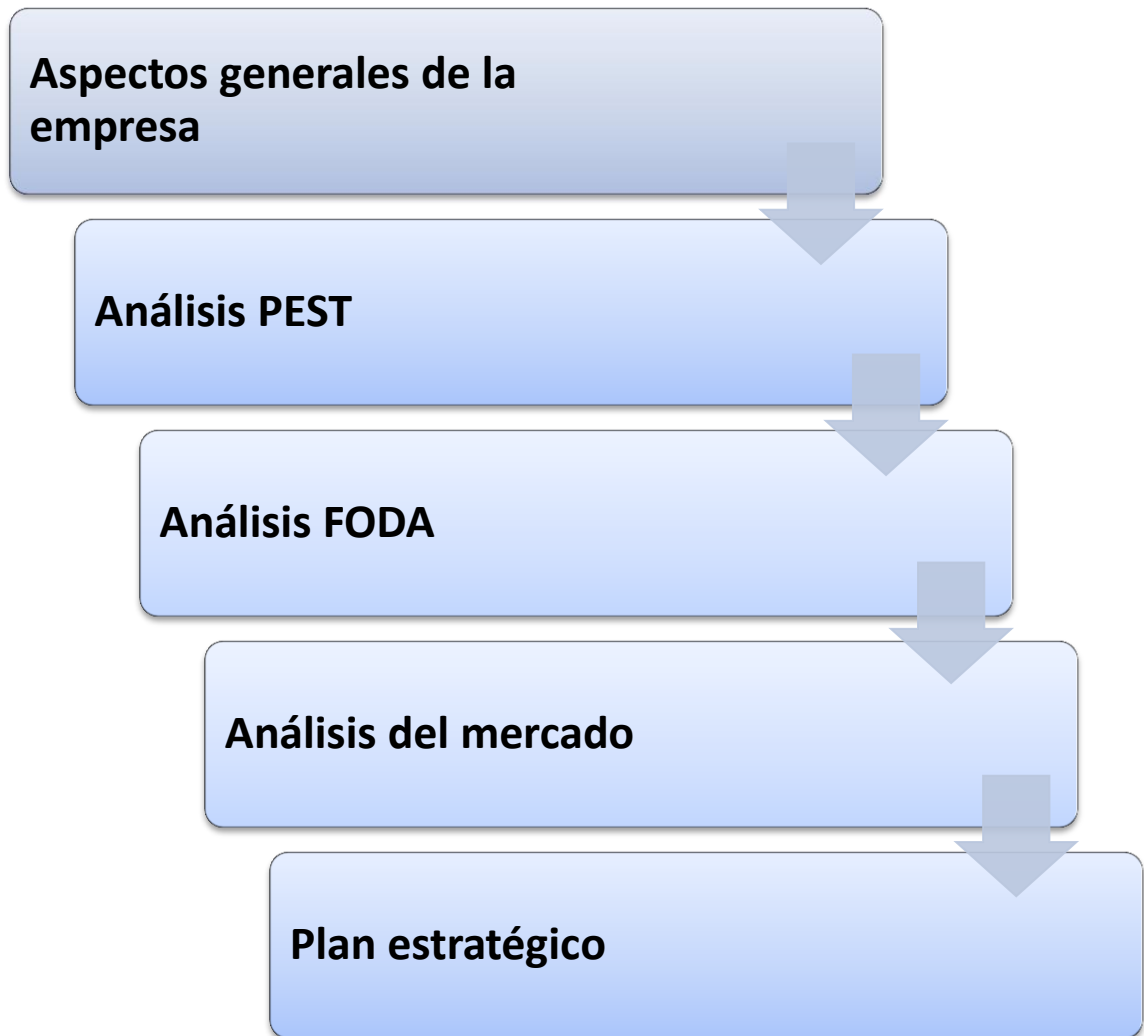 Aspectos generales de la
empresa
Análisis PEST
Análisis FODA
Análisis del mercado
Plan estratégico